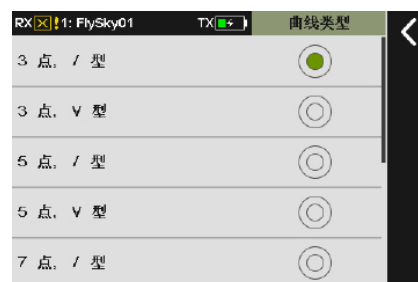 RX 1: FlySky01 TX 曲线类型
3 点, / 型
3 点, V 型
5 点, / 型
5 点, V 型
7 点, / 型